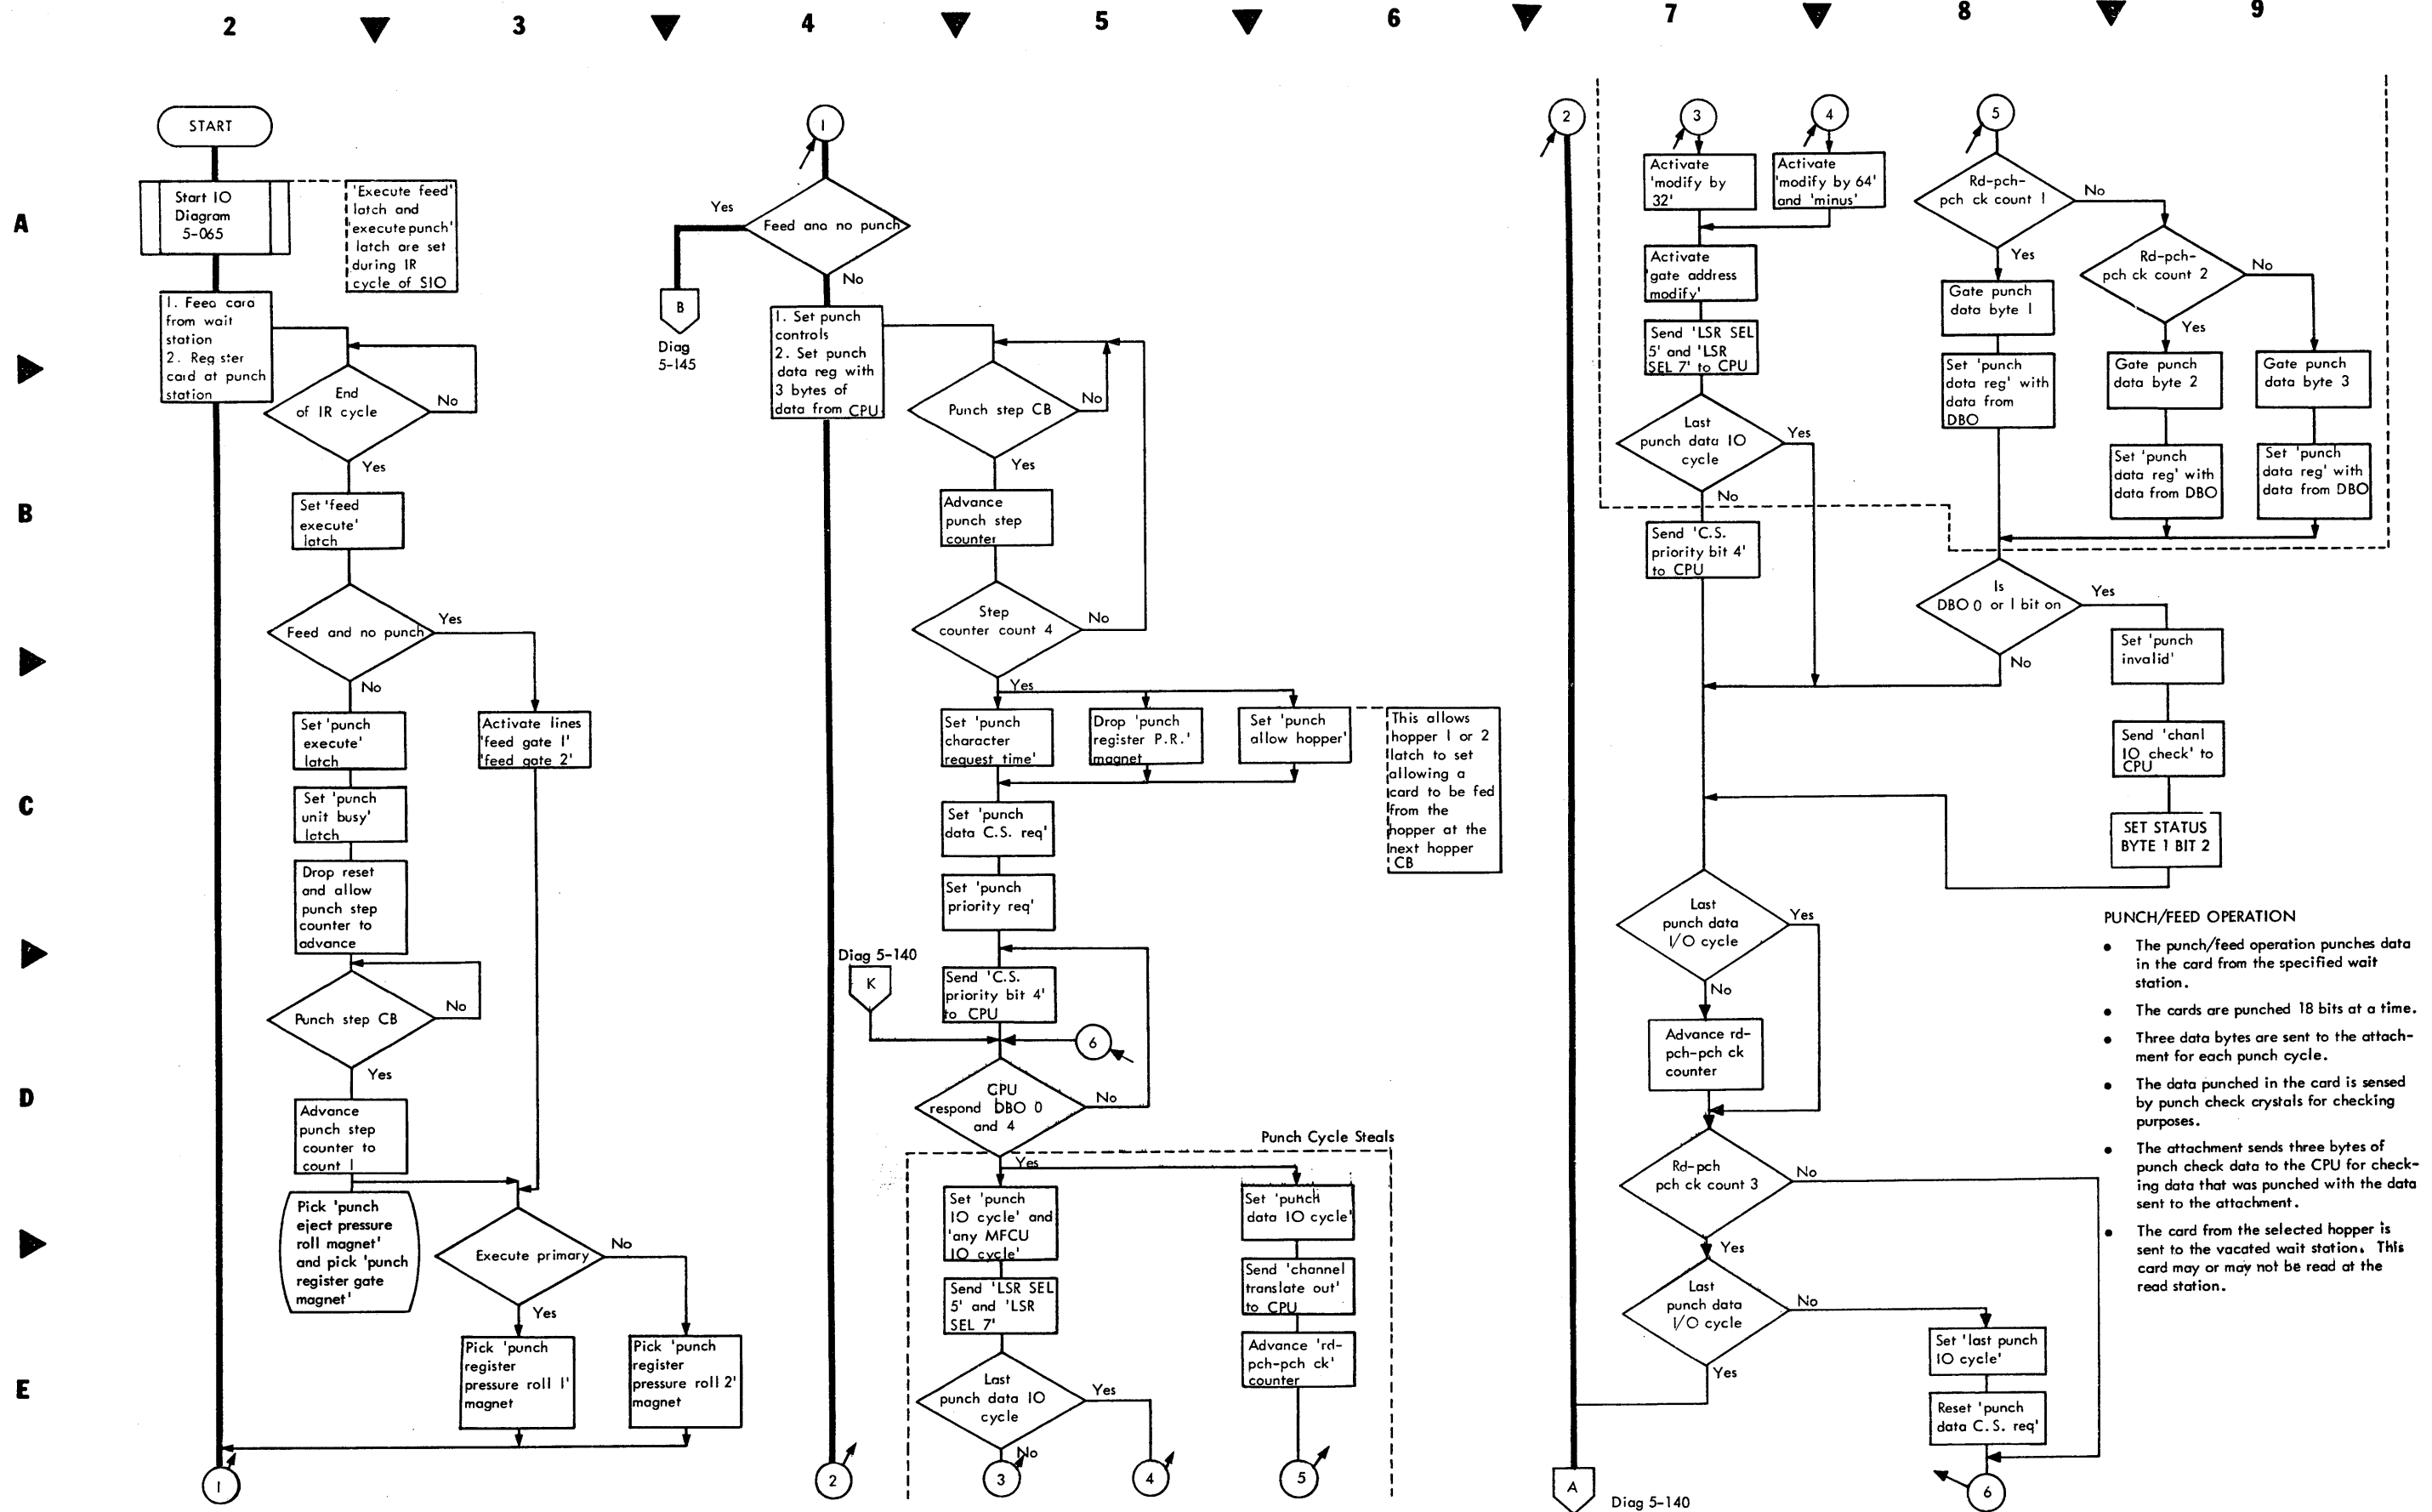 2 3 4 5 6 7 8 9
A
B
C
D
E
START
Start IO
Diagram
5-065
'Execute feed'
latch and
execute punch'
latch are set
during IR
cycle of SIO
1. Feed card
from wait
station
2. Register
card at punch
station
End
of IR cycle
No
Yes
Set 'feed
execute'
latch
Feed and no punch
Yes
No
Set 'punch
execute'
latch
Activate lines
'feed gate 1'
'feed gate 2'
Set 'punch
unit busy'
latch
Drop reset
and allow
punch step
counter to
advance
Punch step CB
No
Yes
Advance
punch step
counter to
count 1
Pick 'punch
eject pressure
roll magnet'
and pick 'punch
register gate
magnet'
Execute primary
No
Yes
Pick 'punch
register
pressure roll 1'
magnet
Pick 'punch
register
pressure roll 2'
magnet
1
1
Feed and no punch
Yes
No
B
Diag
5-145
1. Set punch
controls
2. Set punch
data reg with
3 bytes of
data from CPU
Punch step CB
No
Yes
Advance
punch step
counter
Step
counter count 4
No
Yes
Set 'punch
character
request time'
Drop 'punch
register P.R.'
magnet
Set 'punch
allow hopper'
This allows
hopper 1 or 2
latch to set
allowing a
card to be fed
from the
hopper at the
next hopper
CB
Set 'punch
data C.S. req'
Set 'punch
priority req'
Diag 5-140
K
Send 'C.S.
priority bit 4'
to CPU
6
CPU
respond DBO 0
and 4
No
Yes
Punch Cycle Steals
Set 'punch
IO cycle' and
'any MFCU
IO cycle'
Send 'LSR SEL
5' and 'LSR
SEL 7'
Last
punch data IO
cycle
Yes
No
Set 'punch
data IO cycle'
Send 'channel
translate out'
to CPU
Advance 'rd-
pch-pch ck'
counter
2
3
4
5
2
3
4
5
Activate
'modify by
32'
Activate
'modify by 64'
and 'minus'
Activate
'gate address
modify'
Send 'LSR SEL
5' and 'LSR
SEL 7' to CPU
Last
punch data IO
cycle
Yes
No
Send 'C.S.
priority bit 4'
to CPU
Rd-pch-
pch ck count 1
No
Yes
Rd-pch-
pch ck count 2
No
Yes
Gate punch
data byte 1
Set 'punch
data reg' with
data from
DBO
Gate punch
data byte 2
Set 'punch
data reg' with
data from DBO
Gate punch
data byte 3
Set 'punch
data reg' with
data from DBO
Is
DBO 0 or 1 bit on
Yes
No
Set 'punch
invalid'
Send 'chanl
IO check' to
CPU
SET STATUS
BYTE 1 BIT 2
Last
punch data
I/O cycle
Yes
No
Advance rd-
pch-pch ck
counter
Rd-pch
pch ck count 3
No
Yes
Last
punch data
I/O cycle
No
Yes
Set 'last punch
IO cycle'
Reset 'punch
data C.S. req'
6
A
Diag 5-140
PUNCH/FEED OPERATION
• The punch/feed operation punches data
in the card from the specified wait
station.
• The cards are punched 18 bits at a time.
• Three data bytes are sent to the attach-
ment for each punch cycle.
• The data punched in the card is sensed
by punch check crystals for checking
purposes.
• The attachment sends three bytes of
punch check data to the CPU for check-
ing data that was punched with the data
sent to the attachment.
• The card from the selected hopper is
sent to the vacated wait station. This
card may or may not be read at the
read station.